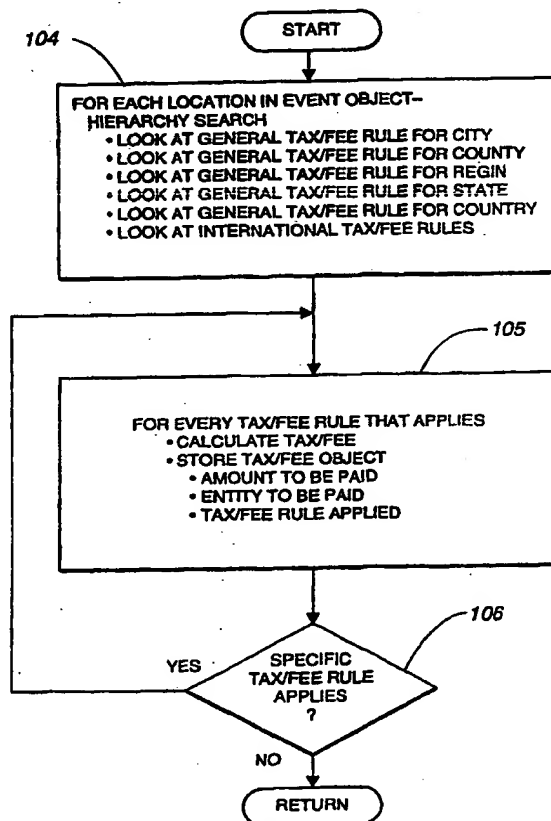 START
104
FOR EACH LOCATION IN EVENT OBJECT-
HIERARCHY SEARCH
• LOOK AT GENERAL TAX/FEE RULE FOR CITY
• LOOK AT GENERAL TAX/FEE RULE FOR COUNTY
• LOOK AT GENERAL TAX/FEE RULE FOR REGIN
• LOOK AT GENERAL TAX/FEE RULE FOR STATE
• LOOK AT GENERAL TAX/FEE RULE FOR COUNTRY
• LOOK AT INTERNATIONAL TAX/FEE RULES
105
FOR EVERY TAX/FEE RULE THAT APPLIES
• CALCULATE TAX/FEE
• STORE TAX/FEE OBJECT
• AMOUNT TO BE PAID
• ENTITY TO BE PAID
• TAX/FEE RULE APPLIED
106
YES
SPECIFIC
TAX/FEE RULE
APPLIES
?
NO
RETURN